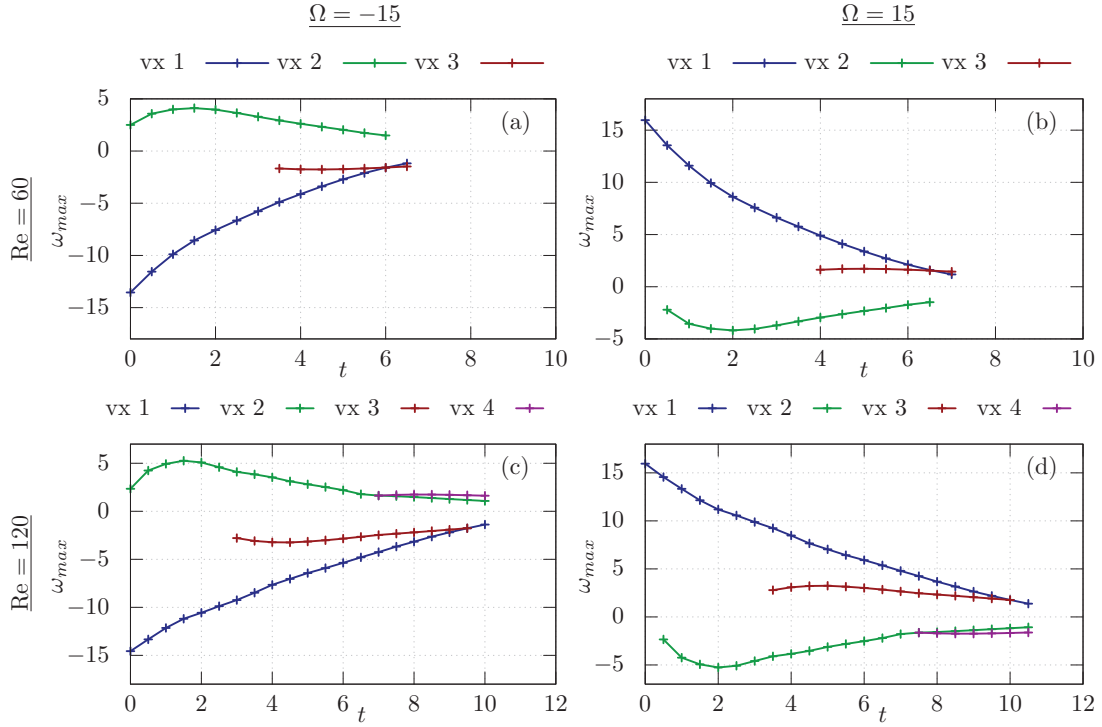 Ω = −15
Ω = 15
vx 1 vx 2 vx 3
vx 1 vx 2 vx 3
Re = 60
Re = 120
(a)
ω_max
5
0
−5
−10
−15
0 2 4 6 8 10
t
(b)
ω_max
15
10
5
0
−5
0 2 4 6 8 10
t
vx 1 vx 2 vx 3 vx 4
vx 1 vx 2 vx 3 vx 4
(c)
ω_max
5
0
−5
−10
−15
0 2 4 6 8 10 12
t
(d)
ω_max
15
10
5
0
−5
0 2 4 6 8 10 12
t